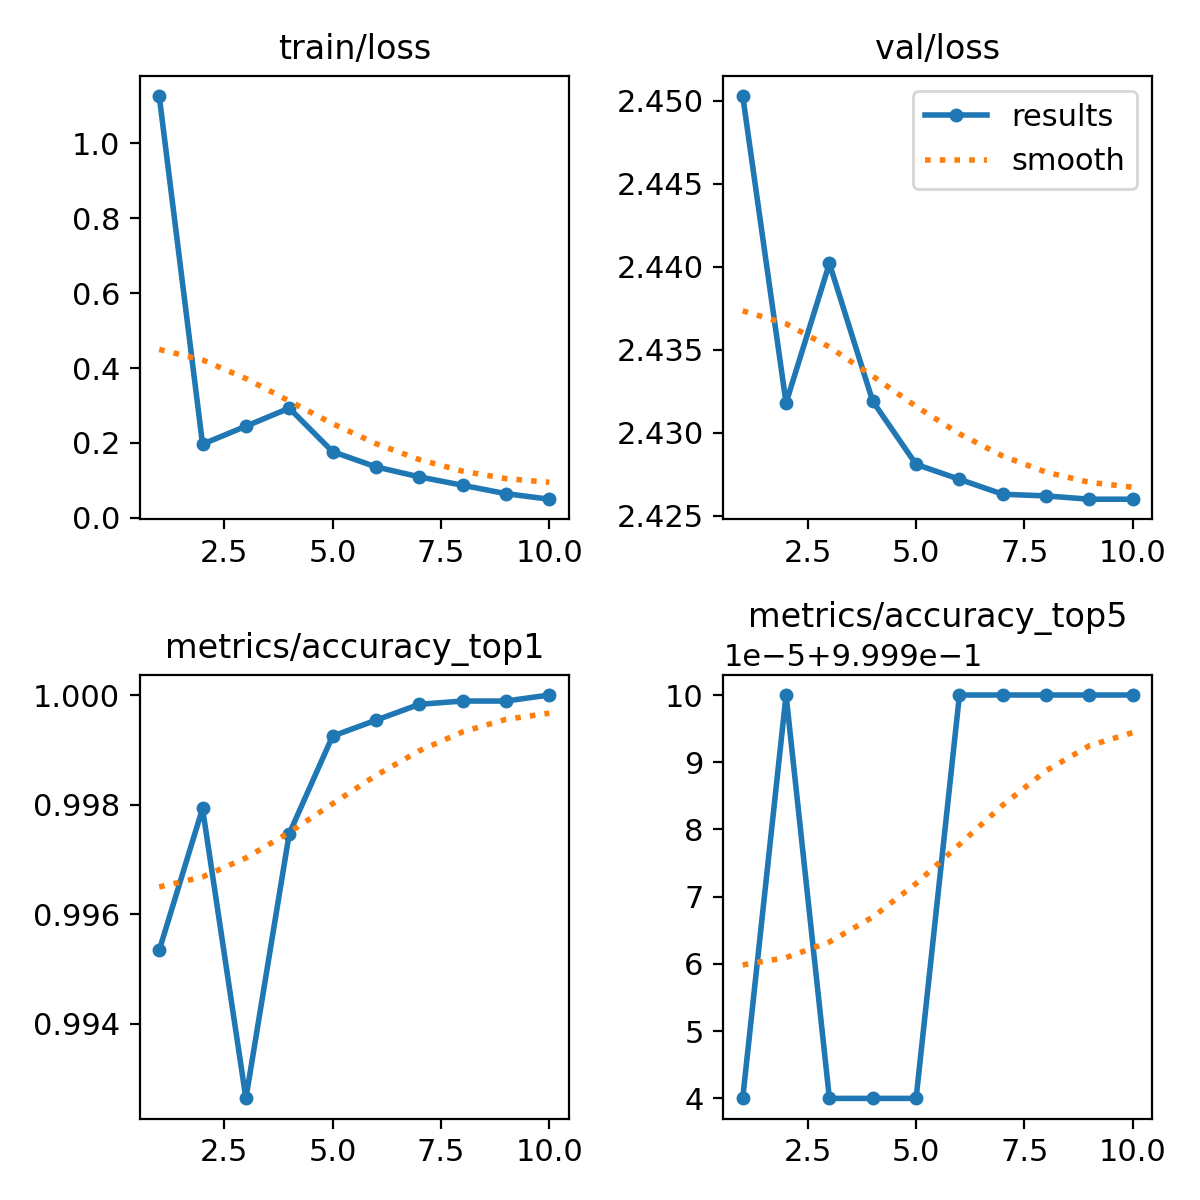 train/loss
1.0
0.8
0.6
0.4
0.2
0.0
2.5 5.0 7.5 10.0
val/loss
results
smooth
2.450
2.445
2.440
2.435
2.430
2.425
2.5 5.0 7.5 10.0
metrics/accuracy_top1
1.000
0.998
0.996
0.994
2.5 5.0 7.5 10.0
metrics/accuracy_top5
1e−5+9.999e−1
10
9
8
7
6
5
4
2.5 5.0 7.5 10.0